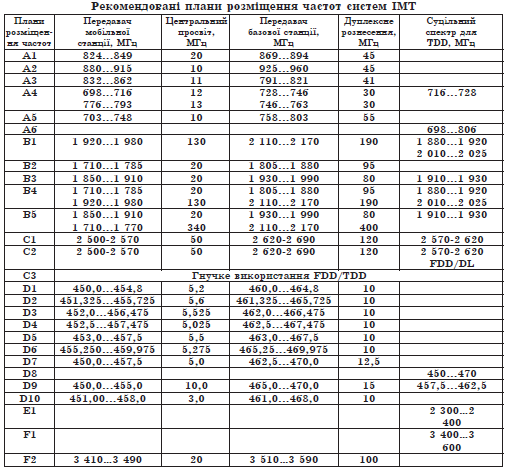 Рекомендовані плани розміщення частот систем ІМТ
Плани розміщен-ня частот | Передавач мобільної станції, МГц | Центральний просвіт, МГц | Передавач базової станції, МГц | Дуплексне рознесення, МГц | Суцільний спектр для TDD, МГц
A1 | 824...849 | 20 | 869...894 | 45
A2 | 880...915 | 10 | 925...960 | 45
A3 | 832...862 | 11 | 791...821 | 41
A4 | 698...716 | 12 | 728...746 | 30 | 716...728
776...793 | 13 | 746...763 | 30
A5 | 703...748 | 10 | 758...803 | 55
A6 | 698...806
B1 | 1 920...1 980 | 130 | 2 110...2 170 | 190 | 1 880...1 920
2 010...2 025
B2 | 1 710...1 785 | 20 | 1 805...1 880 | 95
B3 | 1 850...1 910 | 20 | 1 930...1 990 | 80 | 1 910...1 930
B4 | 1 710...1 785 | 20 | 1 805...1 880 | 95 | 1 880...1 920
1 920...1 980 | 130 | 2 110...2 170 | 190 | 2 010...2 025
B5 | 1 850...1 910 | 20 | 1 930...1 990 | 80 | 1 910...1 930
1 710...1 770 | 340 | 2 110...2 170 | 400
C1 | 2 500-2 570 | 50 | 2 620-2 690 | 120 | 2 570-2 620
C2 | 2 500-2 570 | 50 | 2 620-2 690 | 120 | 2 570-2 620
FDD/DL
C3 | Гнучке використання FDD/TDD
D1 | 450,0...454,8 | 5,2 | 460,0...464,8 | 10
D2 | 451,325...455,725 | 5,6 | 461,325...465,725 | 10
D3 | 452,0...456,475 | 5,525 | 462,0...466,475 | 10
D4 | 452,5...457,475 | 5,025 | 462,5...467,475 | 10
D5 | 453,0...457,5 | 5,5 | 463,0...467,5 | 10
D6 | 455,250...459,975 | 5,275 | 465,25...469,975 | 10
D7 | 450,0...457,5 | 5,0 | 462,5...470,0 | 12,5
D8 | 450...470
D9 | 450,0...455,0 | 10,0 | 465,0...470,0 | 15 | 457,5...462,5
D10 | 451,00...458,0 | 3,0 | 461,0...468,0 | 10
E1 | 2 300...2
400
F1 | 3 400...3
600
F2 | 3 410...3 490 | 20 | 3 510...3 590 | 100